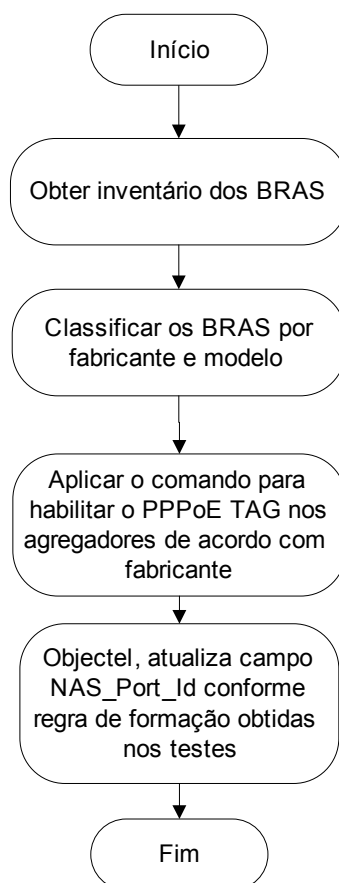 Início
Obter inventário dos BRAS
Classificar os BRAS por
fabricante e modelo
Aplicar o comando para
habilitar o PPPoE TAG nos
agregadores de acordo com
fabricante
Objectel, atualiza campo
NAS_Port_Id conforme
regra de formação obtidas
nos testes
Fim